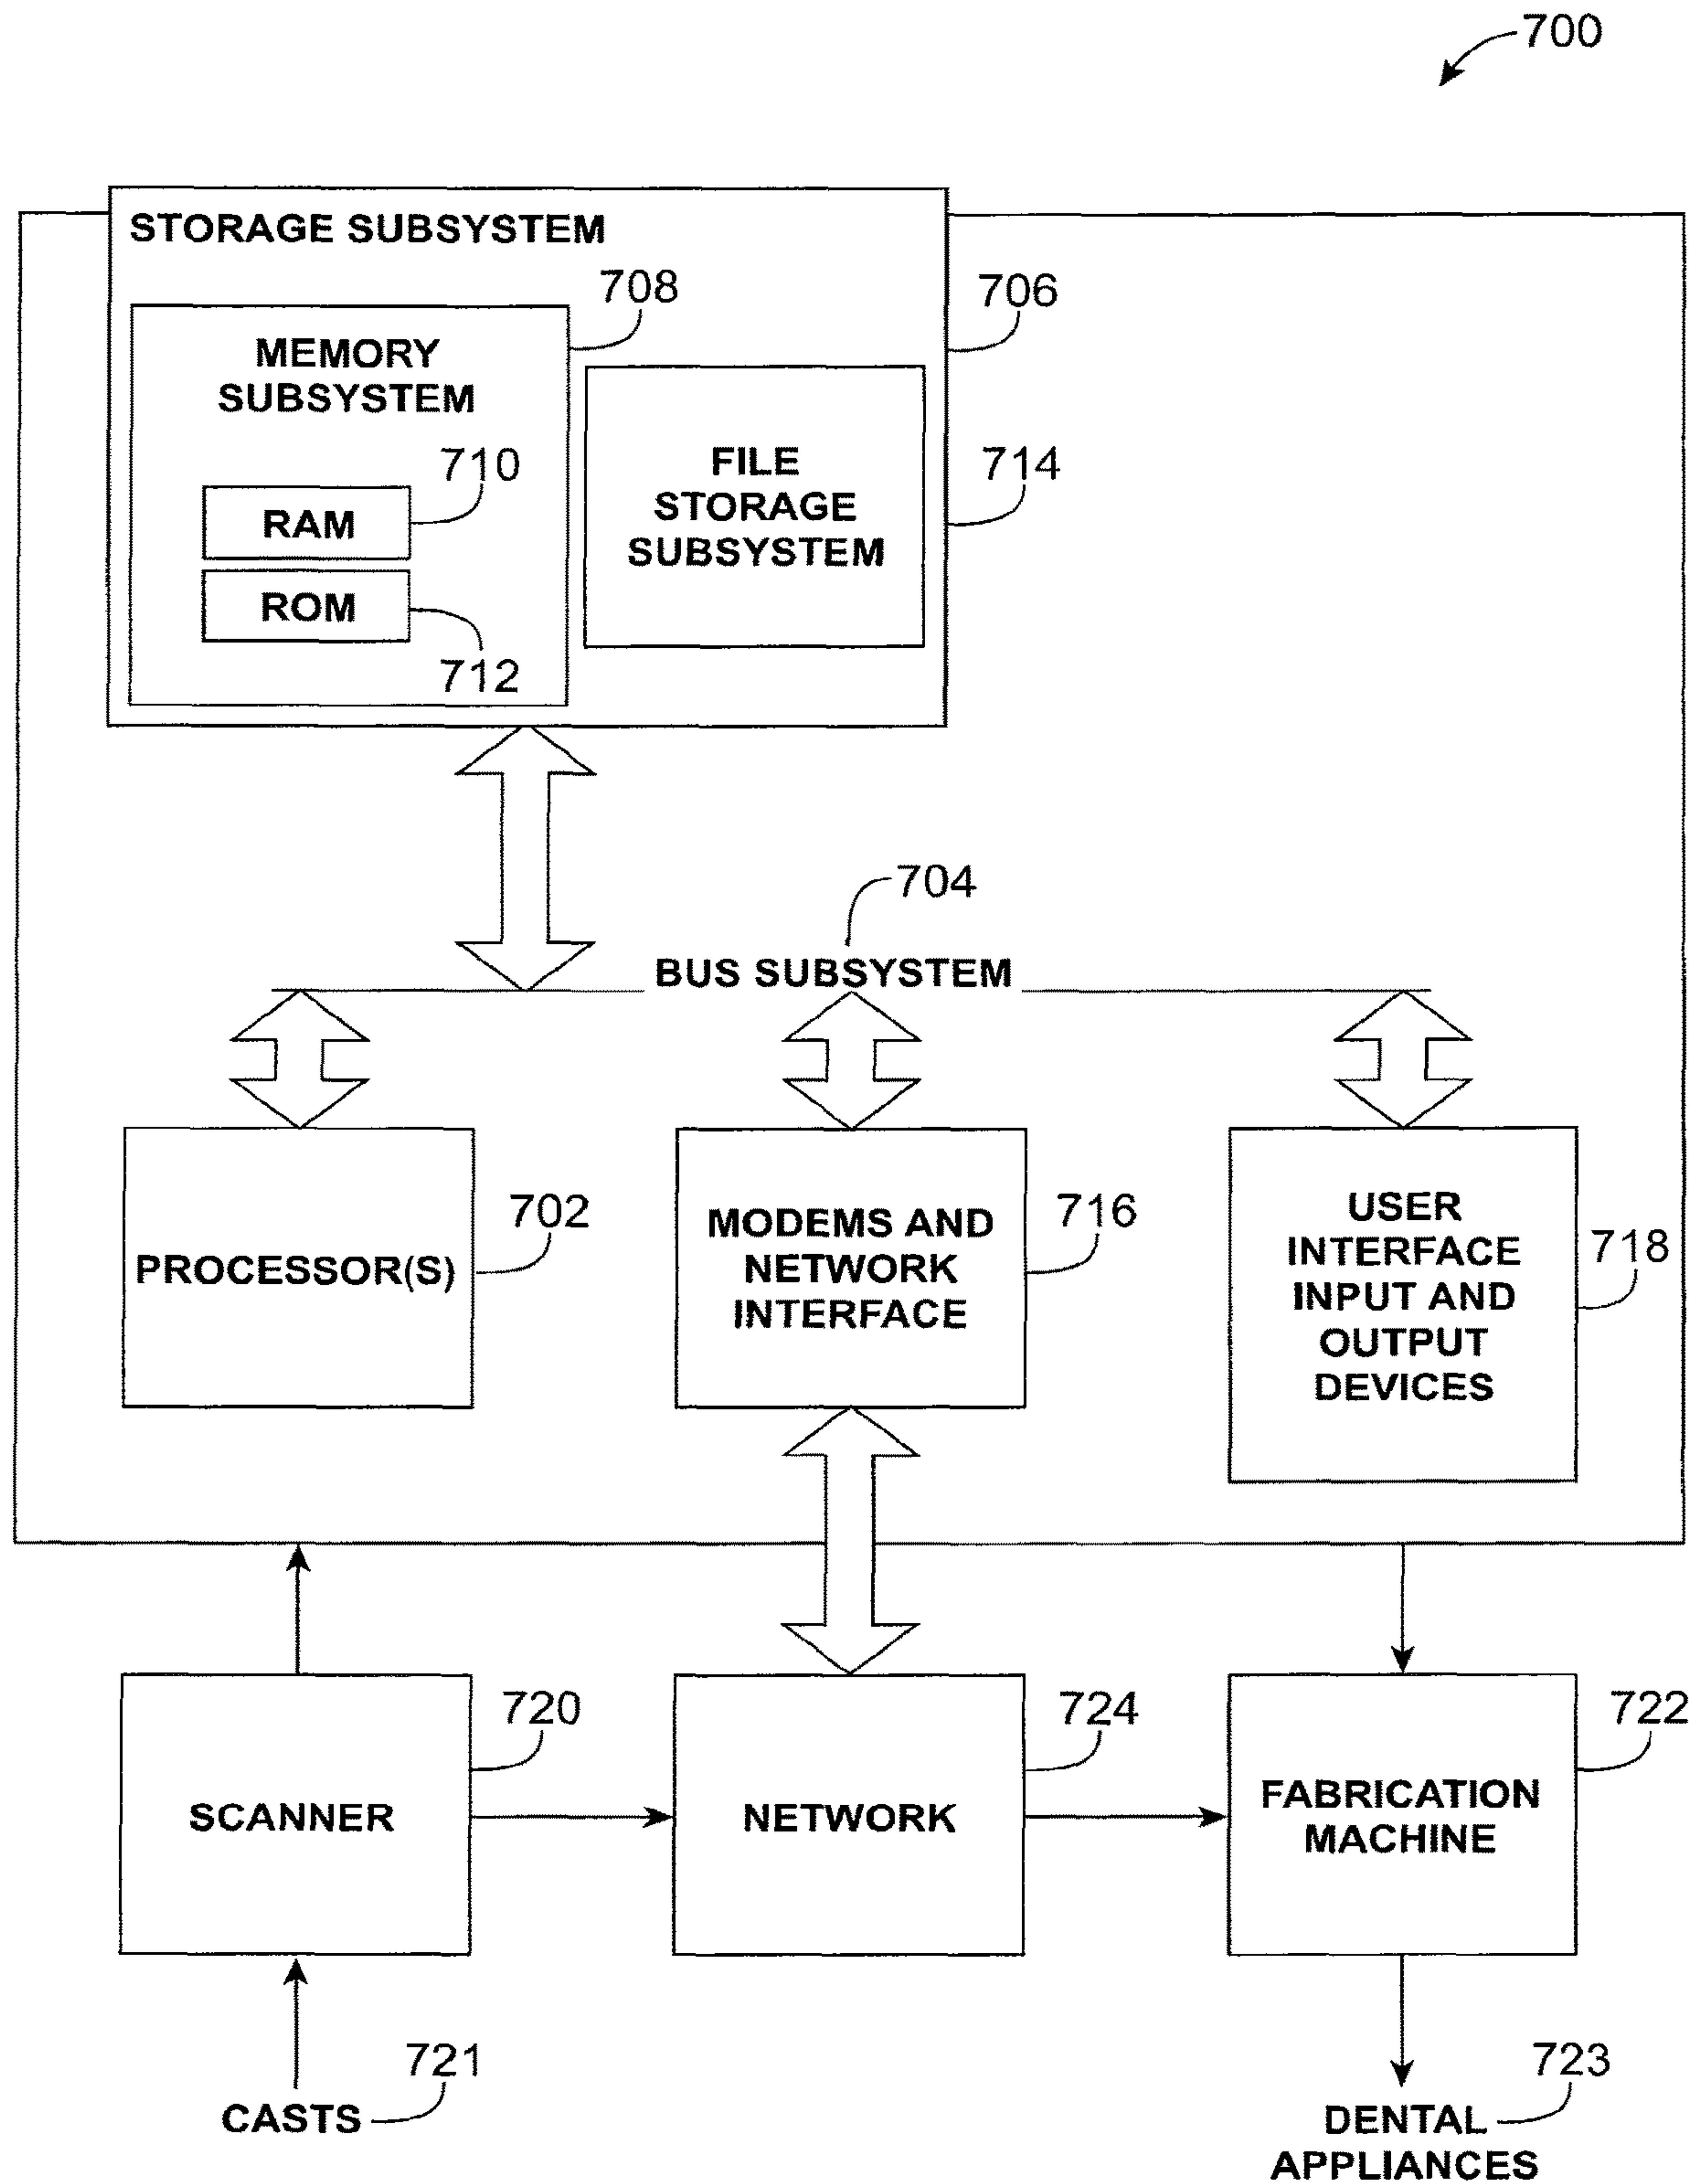 700
STORAGE SUBSYSTEM
708
706
MEMORY
SUBSYSTEM
710
RAM
ROM
712
FILE
STORAGE
SUBSYSTEM
714
704
BUS SUBSYSTEM
PROCESSOR(S)
702
MODEMS AND
NETWORK
INTERFACE
716
USER
INTERFACE
INPUT AND
OUTPUT
DEVICES
718
SCANNER
720
NETWORK
724
FABRICATION
MACHINE
722
CASTS
721
DENTAL
APPLIANCES
723